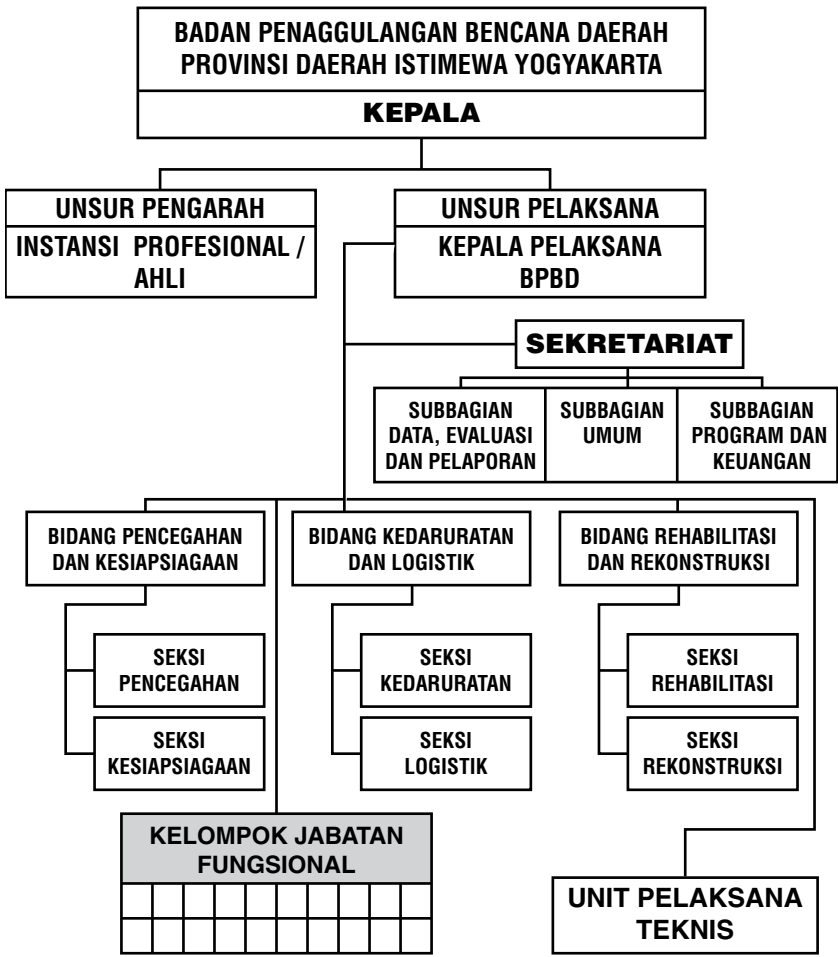 BADAN PENAGGULANGAN BENCANA DAERAH
PROVINSI DAERAH ISTIMEWA YOGYAKARTA
KEPALA
UNSUR PENGARAH
INSTANSI PROFESIONAL /
AHLI
UNSUR PELAKSANA
KEPALA PELAKSANA
BPBD
SEKRETARIAT
SUBBAGIAN
DATA, EVALUASI
DAN PELAPORAN
SUBBAGIAN
UMUM
SUBBAGIAN
PROGRAM DAN
KEUANGAN
BIDANG PENCEGAHAN
DAN KESIAPSIAGAAN
BIDANG KEDARURATAN
DAN LOGISTIK
BIDANG REHABILITASI
DAN REKONSTRUKSI
SEKSI
PENCEGAHAN
SEKSI
KEDARURATAN
SEKSI
REHABILITASI
SEKSI
KESIAPSIAGAAN
SEKSI
LOGISTIK
SEKSI
REKONSTRUKSI
KELOMPOK JABATAN
FUNGSIONAL
UNIT PELAKSANA
TEKNIS